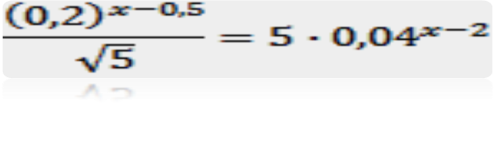 (0,2)^{x−0,5} / √5 = 5 · 0,04^{x−2}